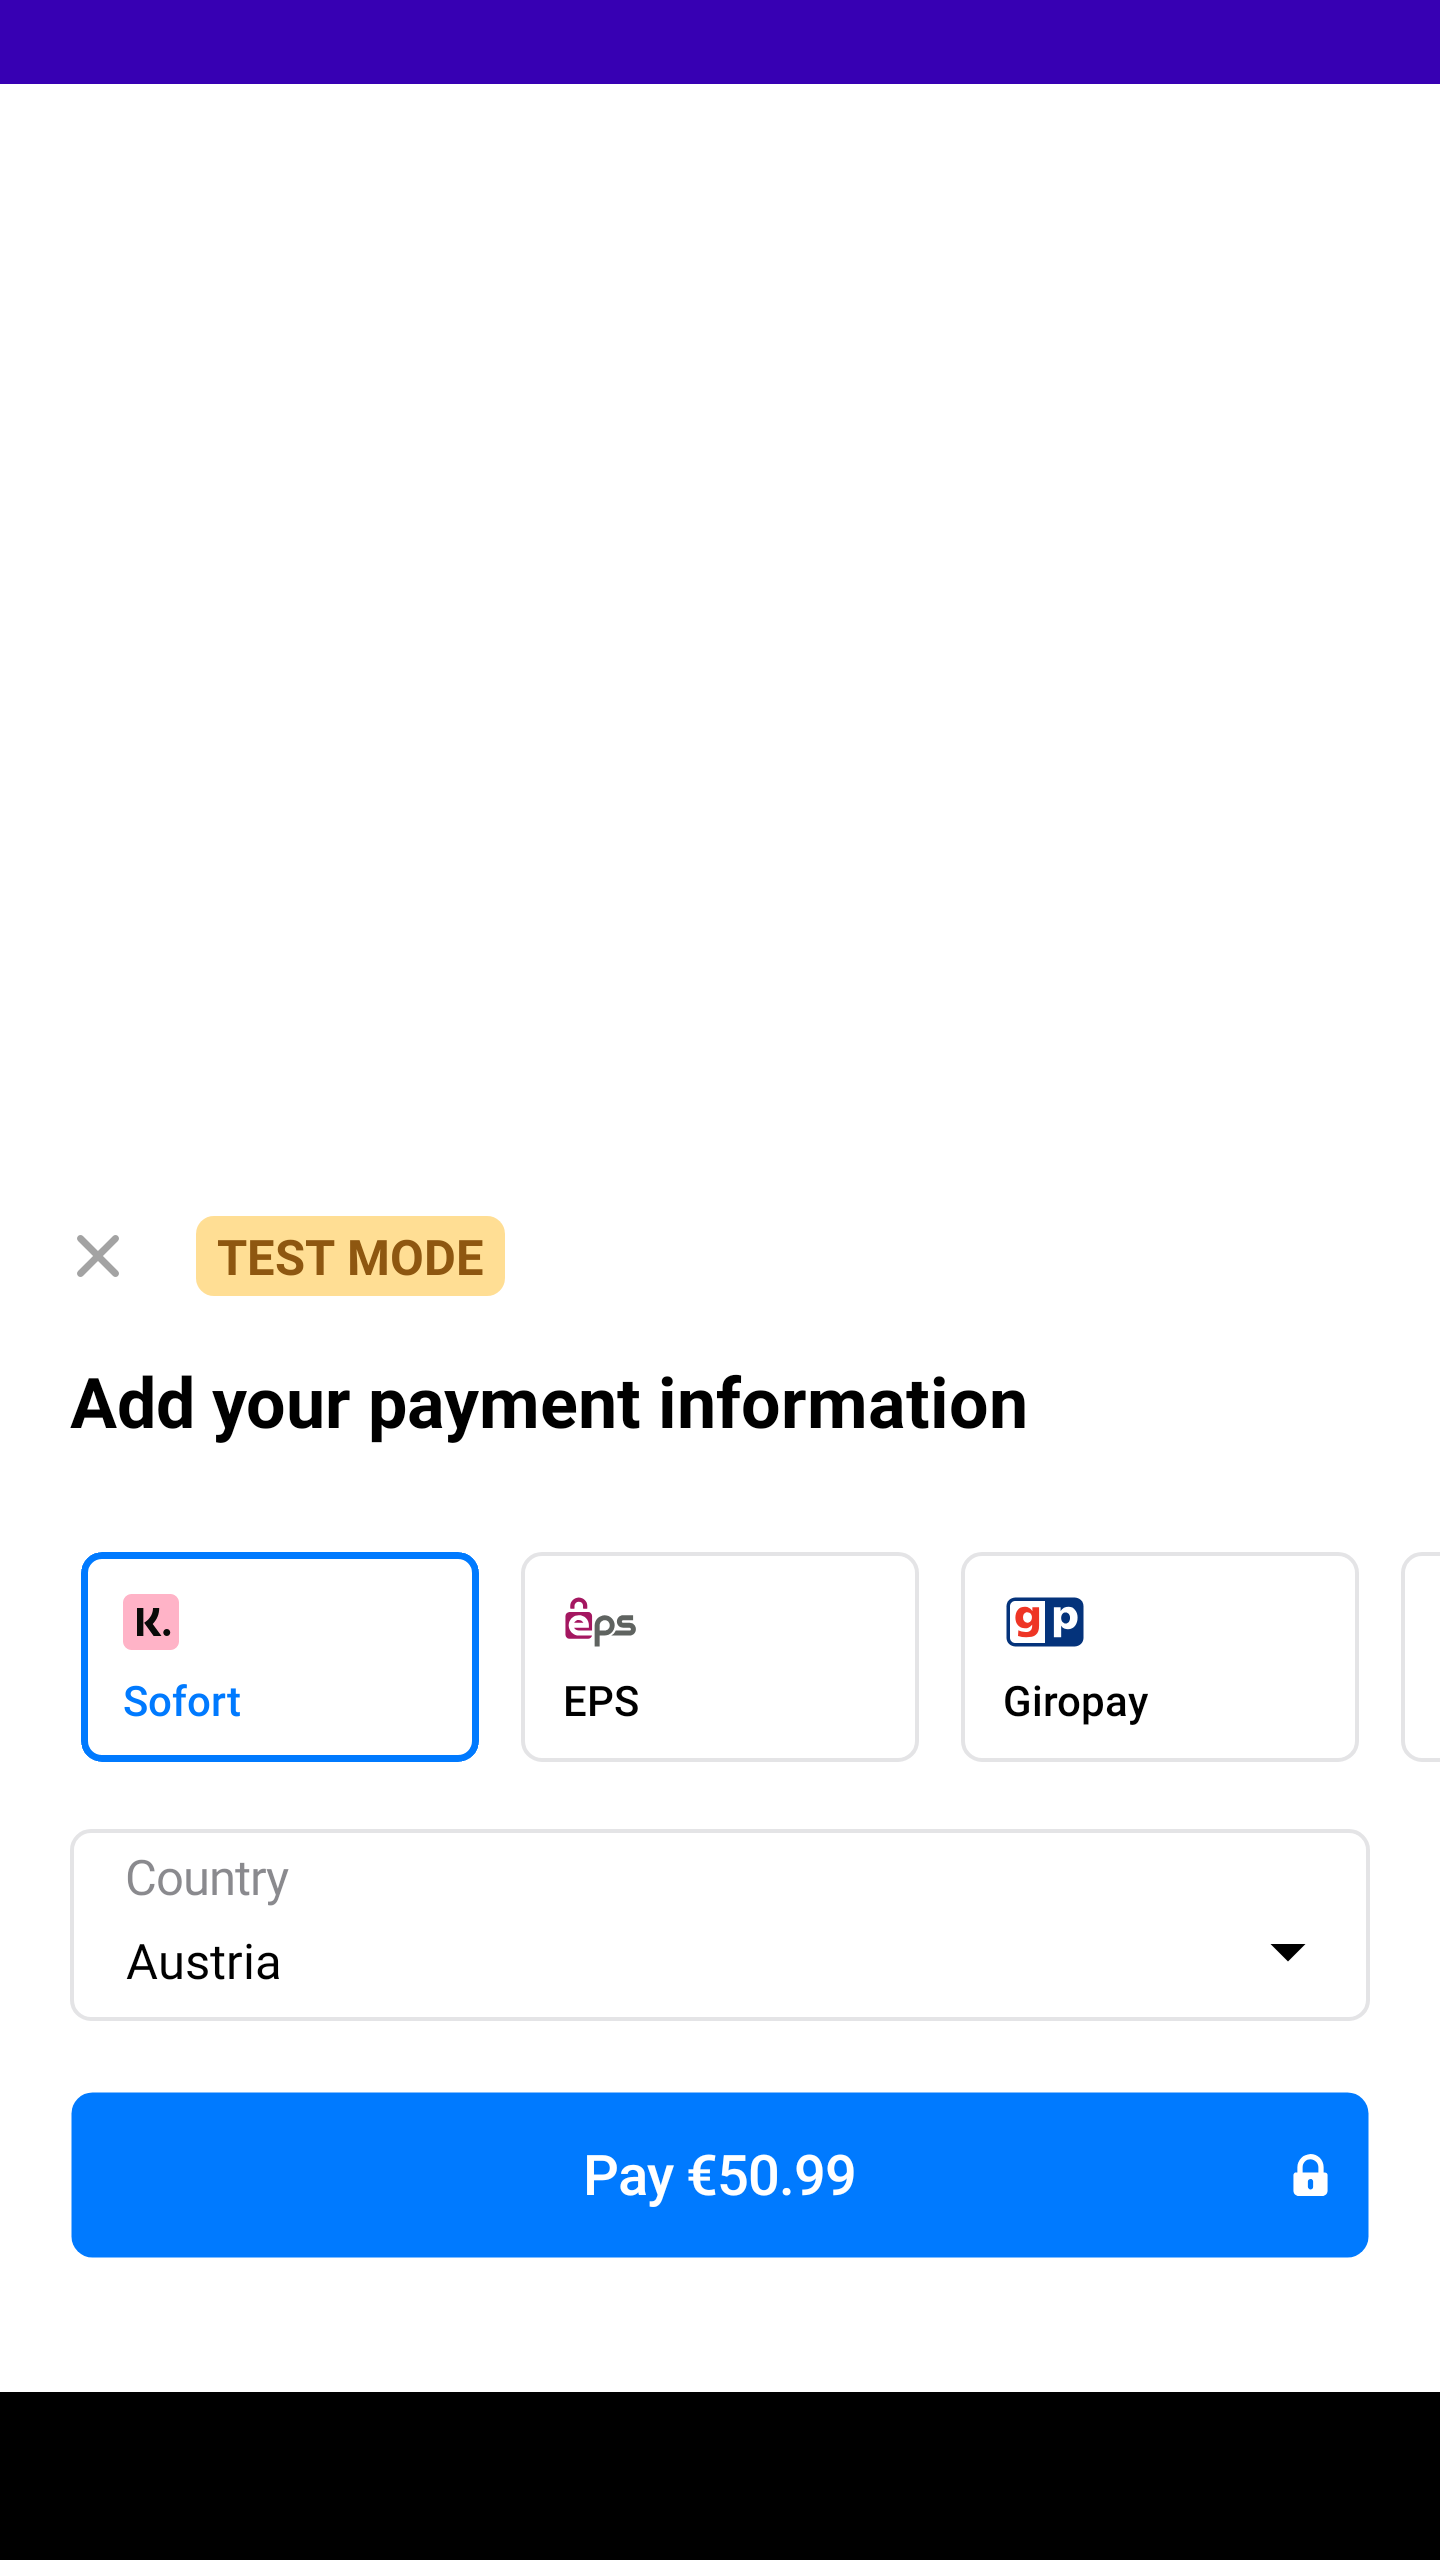 TEST MODE
Add your payment information
K.
Sofort
eps
EPS
gp
Giropay
Country
Austria
Pay €50.99